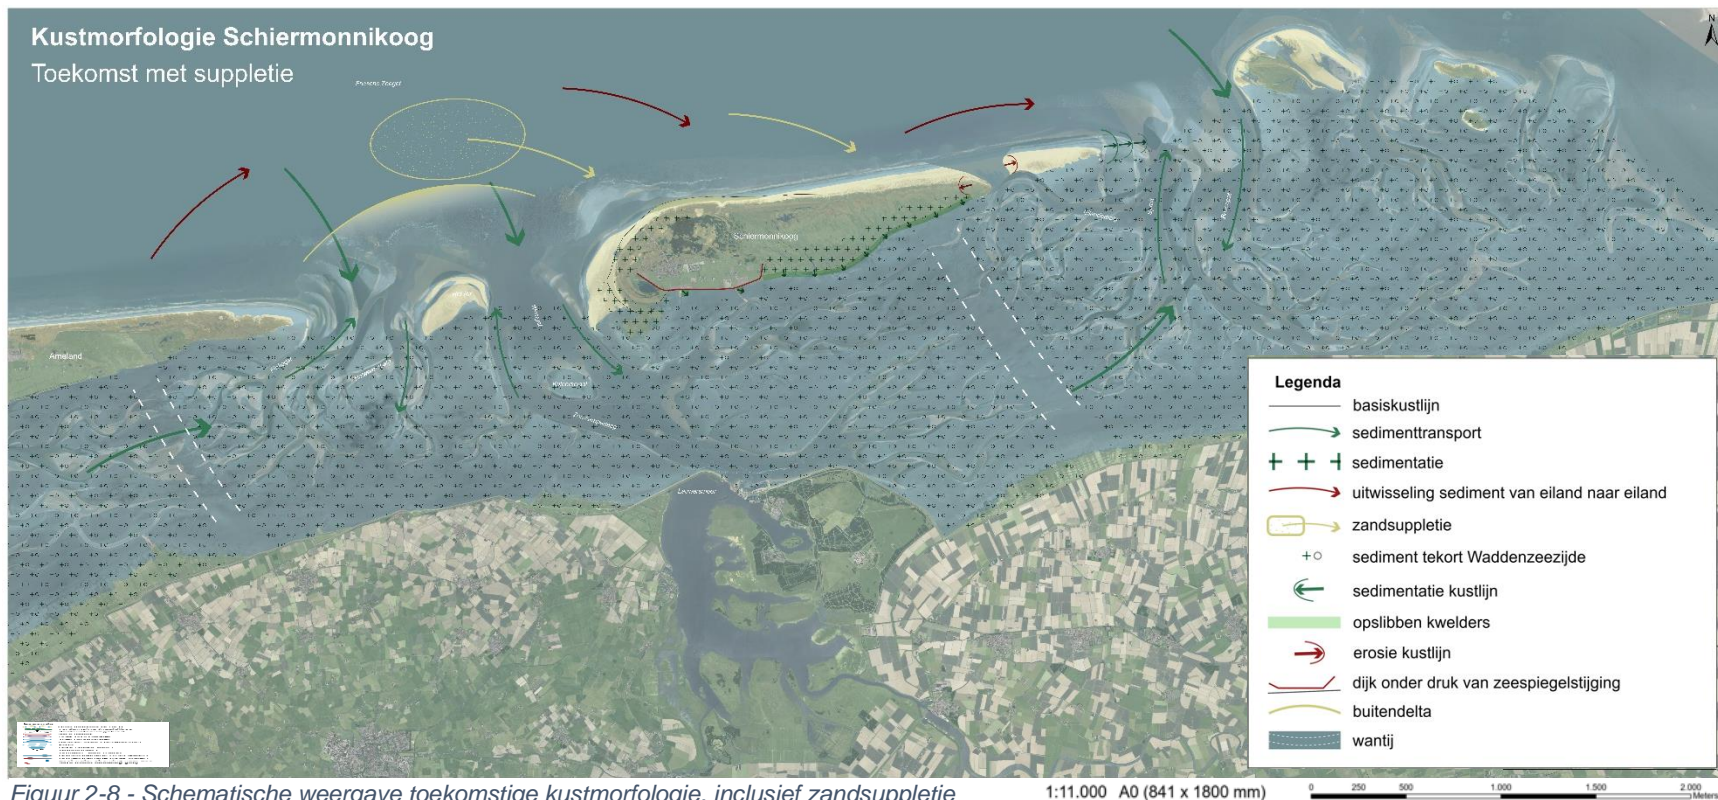 Kustmorfologie Schiermonnikoog
Toekomst met suppletie
N
Schiermonnikoog
Ameland
Lauwersmeer
Legenda
basiskustlijn
sedimenttransport
sedimentatie
uitwisseling sediment van eiland naar eiland
zandsuppletie
sediment tekort Waddenzeezijde
sedimentatie kustlijn
opslibben kwelders
erosie kustlijn
dijk onder druk van zeespiegelstijging
buitendelta
wantij
Figuur 2-8 - Schematische weergave toekomstige kustmorfologie, inclusief zandsuppletie
1:11.000 A0 (841 x 1800 mm)
0 250 500 1.000 1.500 2.000
Meters